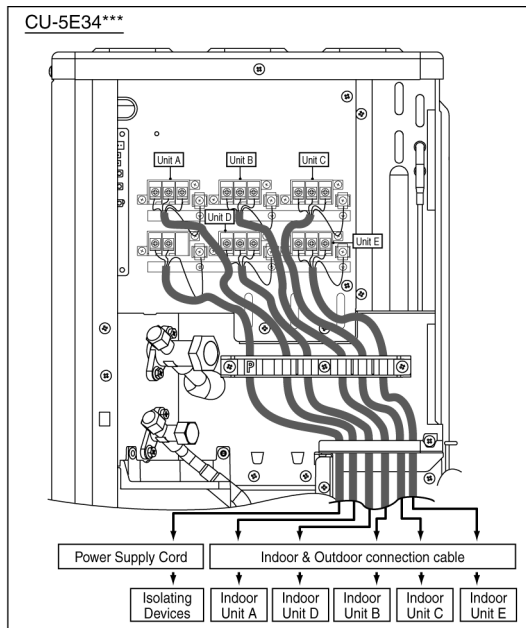 CU-5E34***
Unit A
Unit B
Unit C
Unit D
Unit E
P
Power Supply Cord
Indoor & Outdoor connection cable
Isolating
Devices
Indoor
Unit A
Indoor
Unit D
Indoor
Unit B
Indoor
Unit C
Indoor
Unit E